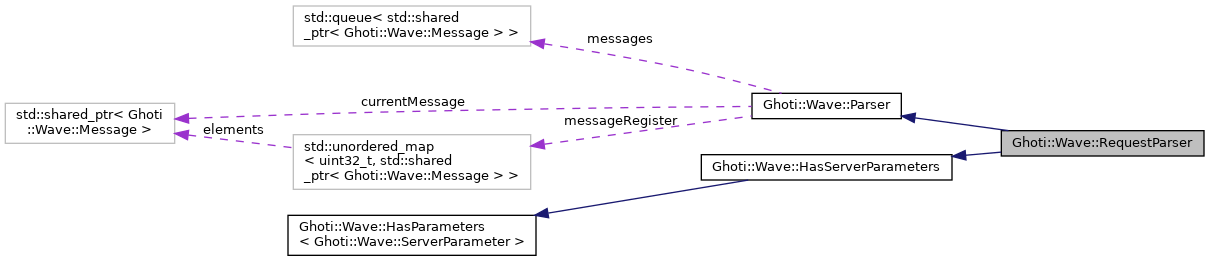 std::queue< std::shared
_ptr< Ghoti::Wave::Message > >
messages
std::shared_ptr< Ghoti
::Wave::Message >
currentMessage
elements
messageRegister
Ghoti::Wave::Parser
std::unordered_map
< uint32_t, std::shared
_ptr< Ghoti::Wave::Message > >
Ghoti::Wave::RequestParser
Ghoti::Wave::HasServerParameters
Ghoti::Wave::HasParameters
< Ghoti::Wave::ServerParameter >